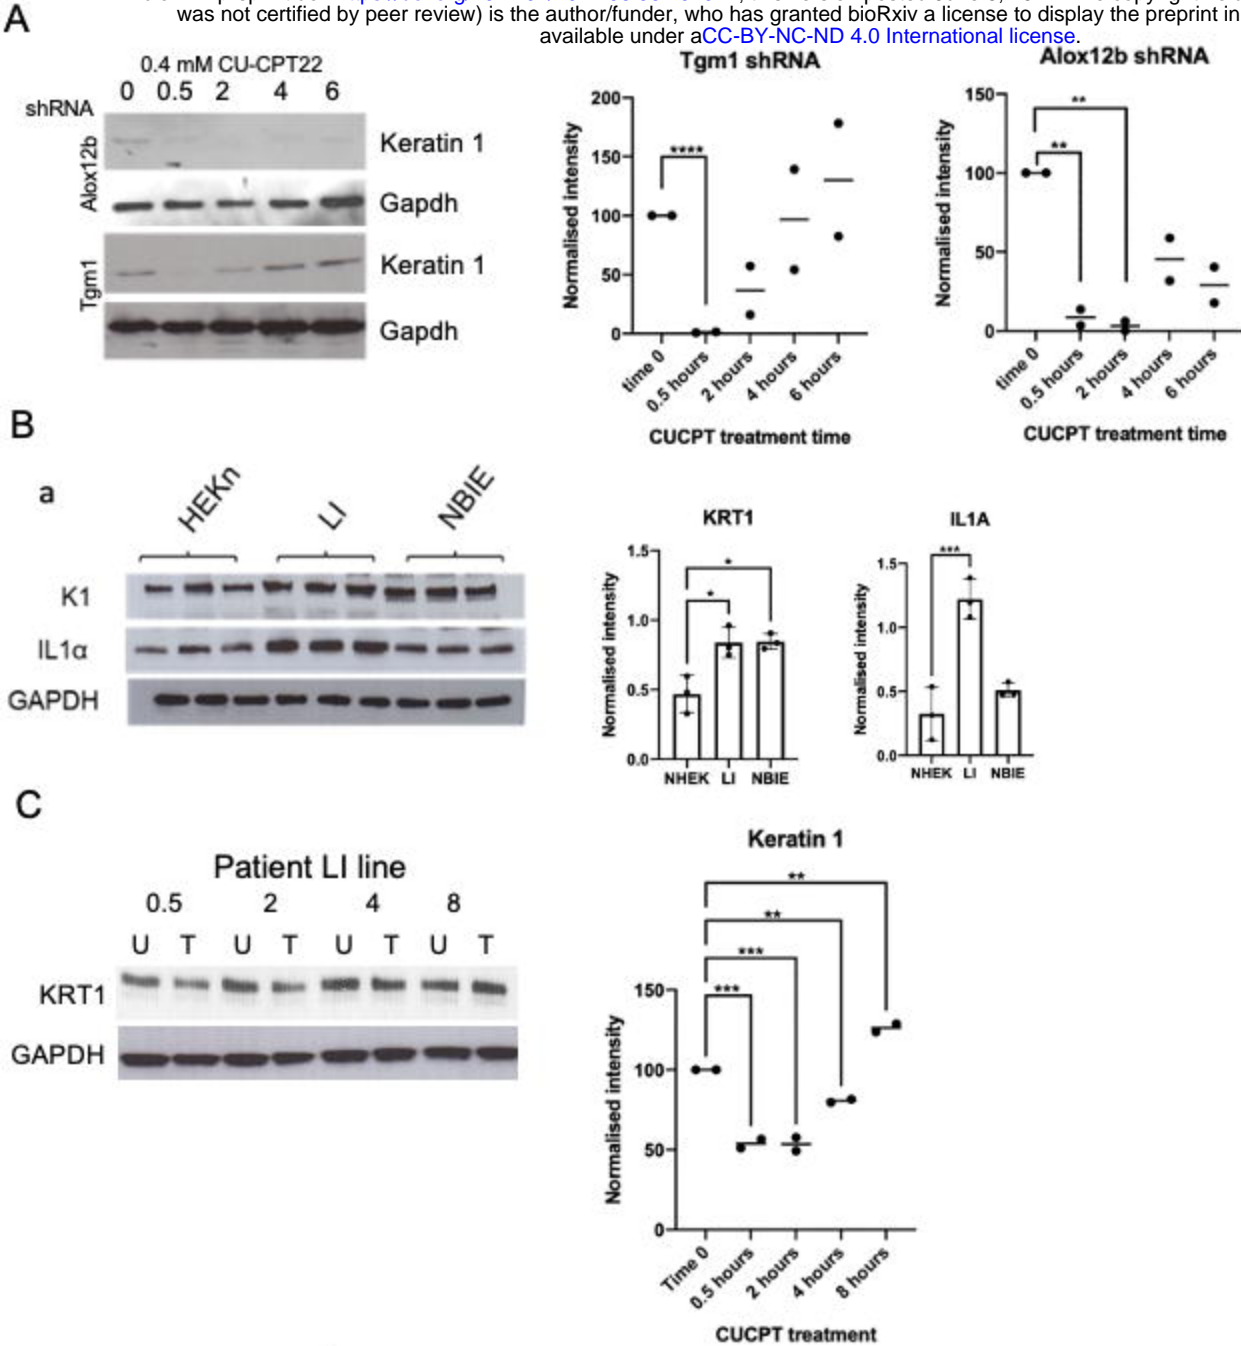 was not certified by peer review) is the author/funder, who has granted bioRxiv a license to display the preprint in
available under aCC-BY-NC-ND 4.0 International license.
A
0.4 mM CU-CPT22
0 0.5 2 4 6
shRNA
Alox12b
Keratin 1
Gapdh
Tgm1
Keratin 1
Gapdh
Tgm1 shRNA
Normalised intensity
200
150
100
50
0
****
time 0
0.5 hours
2 hours
4 hours
6 hours
CUCPT treatment time
Alox12b shRNA
Normalised intensity
150
100
50
0
**
**
time 0
0.5 hours
2 hours
4 hours
6 hours
CUCPT treatment time
B
a
HEKn
LI
NBIE
K1
IL1α
GAPDH
KRT1
Normalised intensity
1.5
1.0
0.5
0.0
*
*
NHEK LI NBIE
IL1A
Normalised intensity
1.5
1.0
0.5
0.0
***
NHEK LI NBIE
C
Patient LI line
0.5 2 4 8
U T U T U T U T
KRT1
GAPDH
Keratin 1
Normalised intensity
150
100
50
0
**
**
***
***
Time 0
0.5 hours
2 hours
4 hours
8 hours
CUCPT treatment